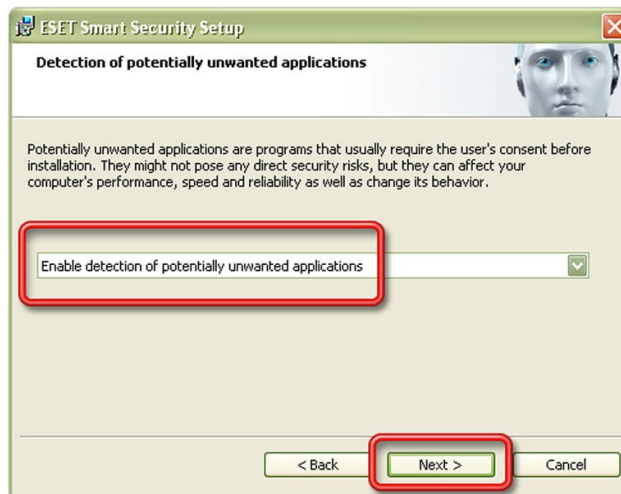 ESET Smart Security Setup
Detection of potentially unwanted applications
Potentially unwanted applications are programs that usually require the user's consent before
installation. They might not pose any direct security risks, but they can affect your
computer's performance, speed and reliability as well as change its behavior.
Enable detection of potentially unwanted applications
< Back Next > Cancel